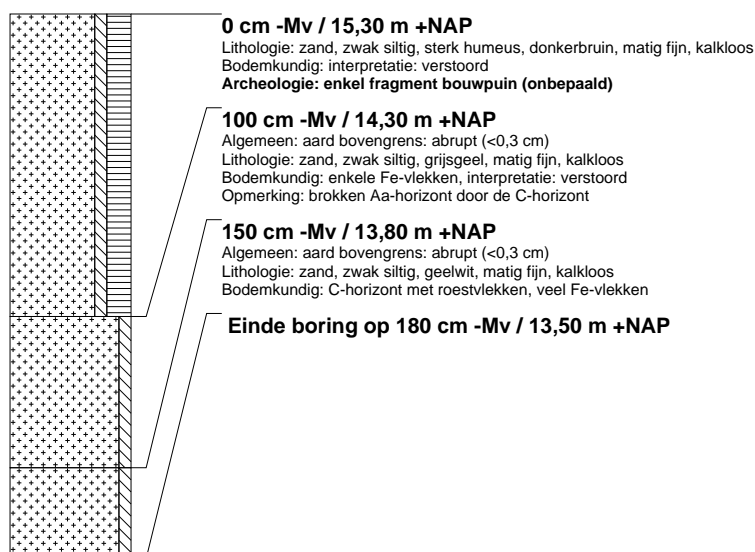 0 cm -Mv / 15,30 m +NAP
Lithologie: zand, zwak siltig, sterk humeus, donkerbruin, matig fijn, kalkloos
Bodemkundig: interpretatie: verstoord
Archeologie: enkel fragment bouwpuin (onbepaald)
100 cm -Mv / 14,30 m +NAP
Algemeen: aard bovengrens: abrupt (<0,3 cm)
Lithologie: zand, zwak siltig, grijsgeel, matig fijn, kalkloos
Bodemkundig: enkele Fe-vlekken, interpretatie: verstoord
Opmerking: brokken Aa-horizont door de C-horizont
150 cm -Mv / 13,80 m +NAP
Algemeen: aard bovengrens: abrupt (<0,3 cm)
Lithologie: zand, zwak siltig, geelwit, matig fijn, kalkloos
Bodemkundig: C-horizont met roestvlekken, veel Fe-vlekken
Einde boring op 180 cm -Mv / 13,50 m +NAP